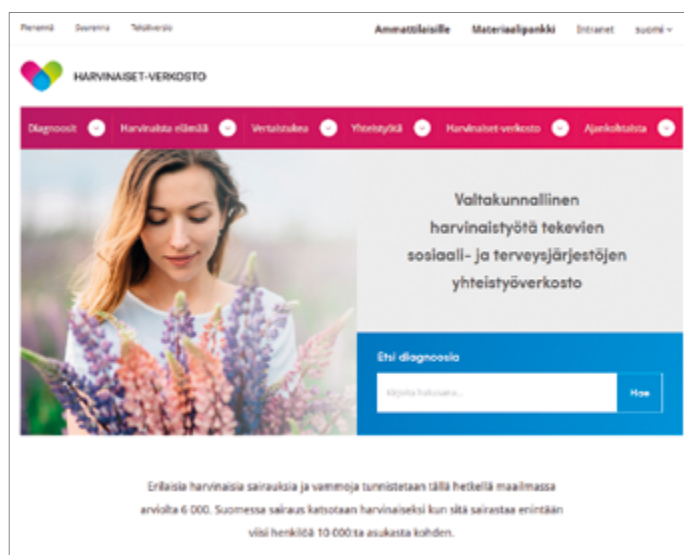 Pienennä Suurenna Tekstiversio Ammattilaisille Materiaalipankki Intranet suomi
HARVINAISET-VERKOSTO
Diagnoosit Harvinaista elämää Vertaistukea Yhteistyötä Harvinaiset-verkosto Ajankohtaista
Valtakunnallinen
harvinaistyötä tekevien
sosiaali- ja terveysjärjestöjen
yhteistyöverkosto
Etsi diagnoosia
Kirjoita hakusana...
Hae
Erilaisia harvinaisia sairauksia ja vammoja tunnistetaan tällä hetkellä maailmassa
arviolta 6 000. Suomessa sairaus katsotaan harvinaiseksi kun sitä sairastaa enintään
viisi henkilöä 10 000:ta asukasta kohden.